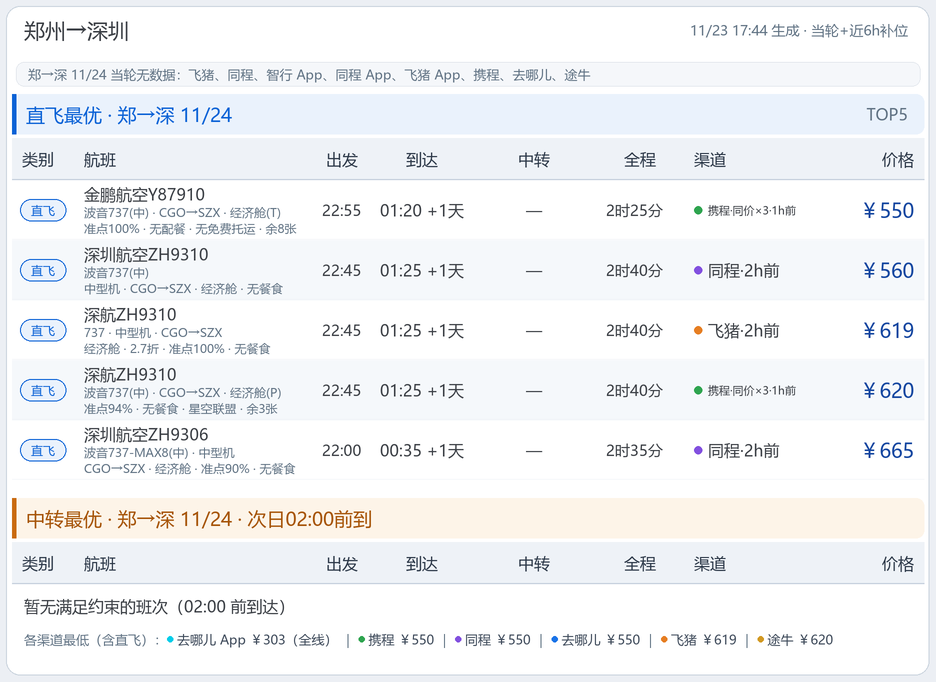 郑州→深圳
11/23 17:44 生成 · 当轮+近6h补位
郑→深 11/24 当轮无数据：飞猪、同程、智行 App、同程 App、飞猪 App、携程、去哪儿、途牛
直飞最优 · 郑→深 11/24
TOP5
类别 航班 出发 到达 中转 全程 渠道 价格
直飞
金鹏航空Y87910
波音737(中) · CGO→SZX · 经济舱(T)
准点100% · 无配餐 · 无免费托运 · 余8张
22:55 01:20 +1天 — 2时25分 携程·同价×3·1h前 ¥550
直飞
深圳航空ZH9310
波音737(中)
中型机 · CGO→SZX · 经济舱 · 无餐食
22:45 01:25 +1天 — 2时40分 同程·2h前 ¥560
直飞
深航ZH9310
737 · 中型机 · CGO→SZX
经济舱 · 2.7折 · 准点100% · 无餐食
22:45 01:25 +1天 — 2时40分 飞猪·2h前 ¥619
直飞
深航ZH9310
波音737(中) · CGO→SZX · 经济舱(P)
准点94% · 无餐食 · 星空联盟 · 余3张
22:45 01:25 +1天 — 2时40分 携程·同价×3·1h前 ¥620
直飞
深圳航空ZH9306
波音737-MAX8(中) · 中型机
CGO→SZX · 经济舱 · 准点90% · 无餐食
22:00 00:35 +1天 — 2时35分 同程·2h前 ¥665
中转最优 · 郑→深 11/24 · 次日02:00前到
类别 航班 出发 到达 中转 全程 渠道 价格
暂无满足约束的班次（02:00 前到达）
各渠道最低（含直飞）: 去哪儿 App ¥303（全线） | 携程 ¥550 | 同程 ¥550 | 去哪儿 ¥550 | 飞猪 ¥619 | 途牛 ¥620